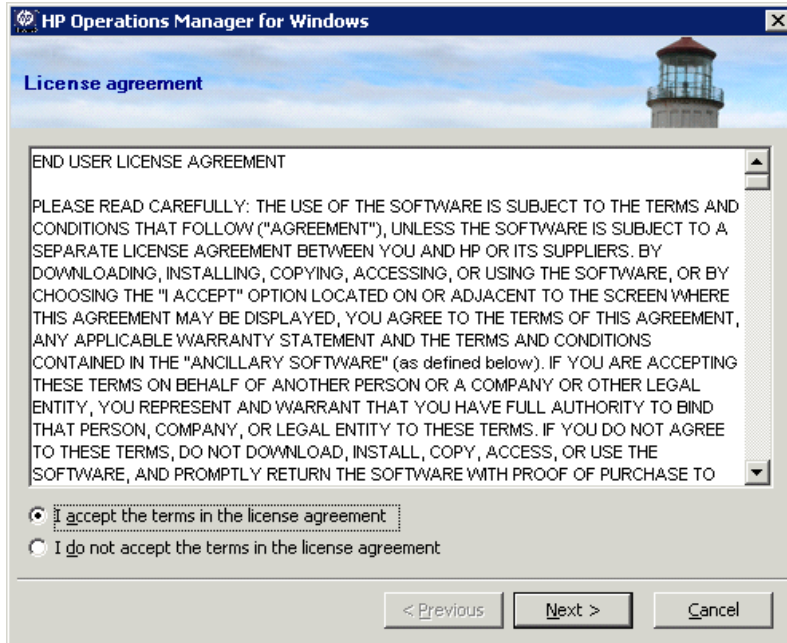 HP Operations Manager for Windows
License agreement
END USER LICENSE AGREEMENT
PLEASE READ CAREFULLY: THE USE OF THE SOFTWARE IS SUBJECT TO THE TERMS AND
CONDITIONS THAT FOLLOW ("AGREEMENT"), UNLESS THE SOFTWARE IS SUBJECT TO A
SEPARATE LICENSE AGREEMENT BETWEEN YOU AND HP OR ITS SUPPLIERS. BY
DOWNLOADING, INSTALLING, COPYING, ACCESSING, OR USING THE SOFTWARE, OR BY
CHOOSING THE "I ACCEPT" OPTION LOCATED ON OR ADJACENT TO THE SCREEN WHERE
THIS AGREEMENT MAY BE DISPLAYED, YOU AGREE TO THE TERMS OF THIS AGREEMENT,
ANY APPLICABLE WARRANTY STATEMENT AND THE TERMS AND CONDITIONS
CONTAINED IN THE "ANCILLARY SOFTWARE" (as defined below). IF YOU ARE ACCEPTING
THESE TERMS ON BEHALF OF ANOTHER PERSON OR A COMPANY OR OTHER LEGAL
ENTITY, YOU REPRESENT AND WARRANT THAT YOU HAVE FULL AUTHORITY TO BIND
THAT PERSON, COMPANY, OR LEGAL ENTITY TO THESE TERMS. IF YOU DO NOT AGREE
TO THESE TERMS, DO NOT DOWNLOAD, INSTALL, COPY, ACCESS, OR USE THE
SOFTWARE, AND PROMPTLY RETURN THE SOFTWARE WITH PROOF OF PURCHASE TO
I accept the terms in the license agreement
I do not accept the terms in the license agreement
< Previous
Next >
Cancel